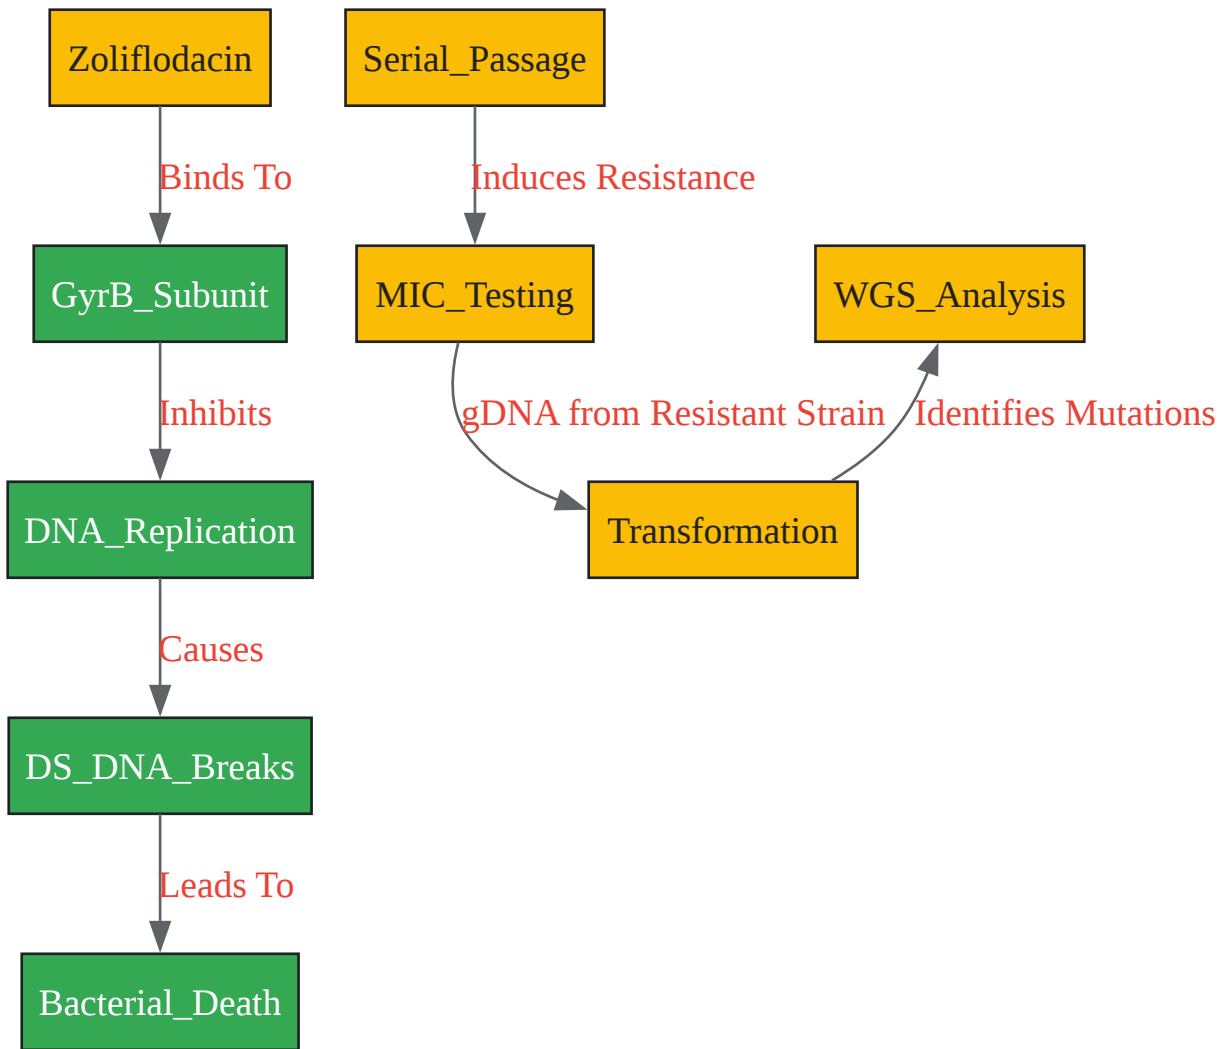 Zoliflodacin
Serial_Passage
Binds To
Induces Resistance
GyrB_Subunit
MIC_Testing
WGS_Analysis
Inhibits
gDNA from Resistant Strain
Identifies Mutations
DNA_Replication
Transformation
Causes
DS_DNA_Breaks
Leads To
Bacterial_Death